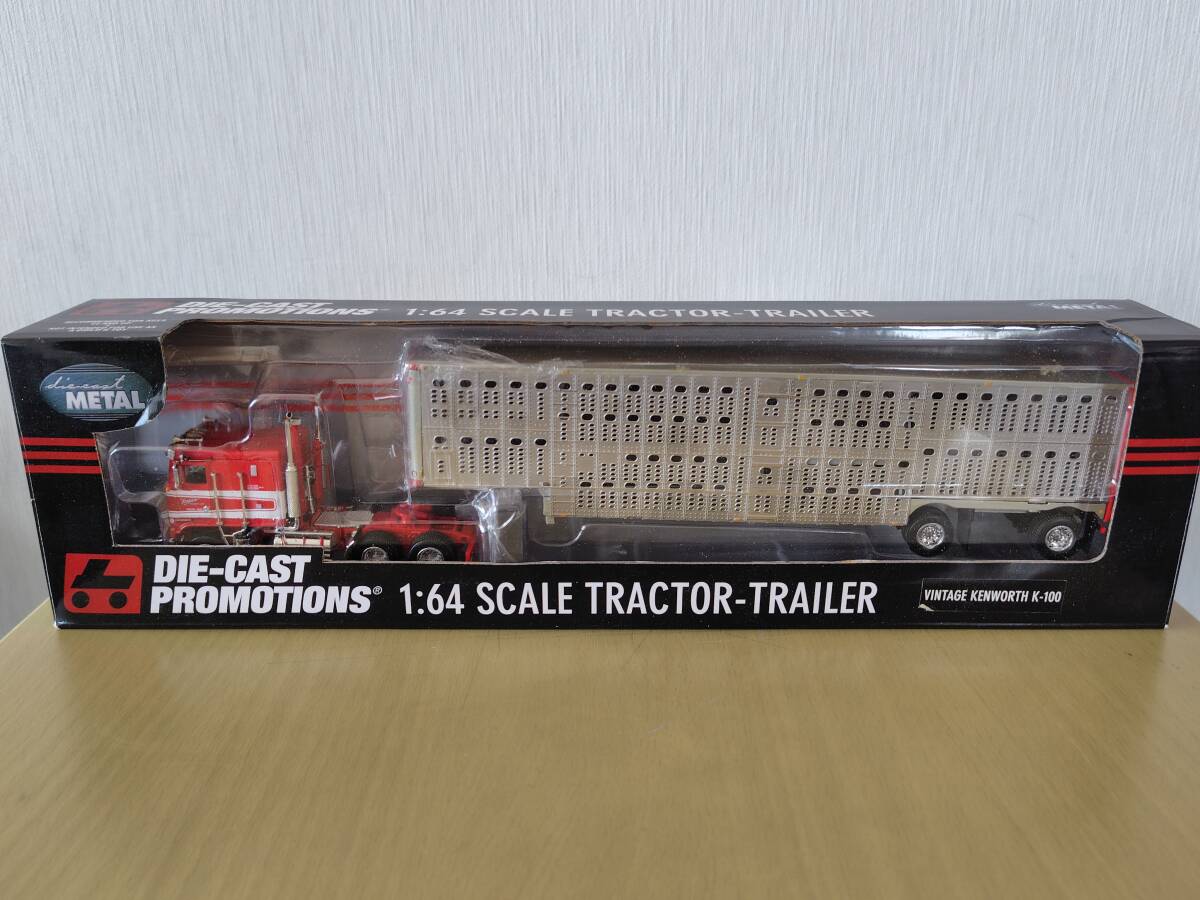 DIE-CAST
PROMOTIONS
1:64 SCALE TRACTOR-TRAILER
METAL
die-cast
METAL
DIE-CAST
PROMOTIONS®
1:64 SCALE TRACTOR-TRAILER
VINTAGE KENWORTH K-100